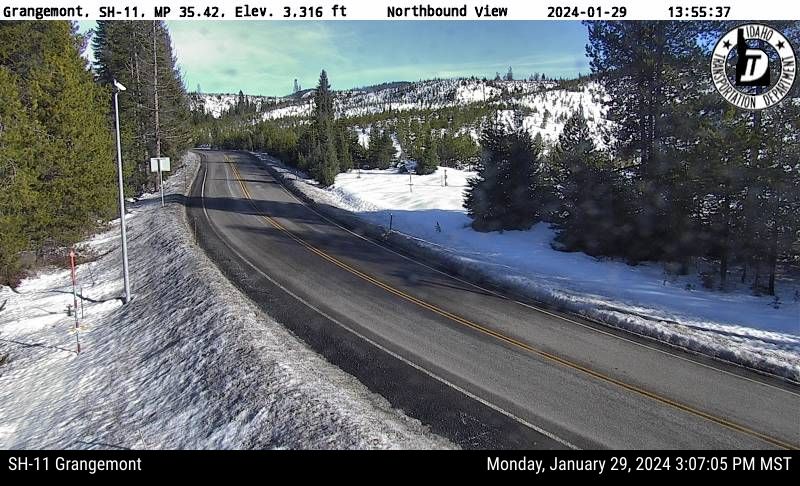 Grangemont, SH-11, MP 35.42, Elev. 3,316 ft Northbound View 2024-01-29 13:55:37
IDAHO
TRANSPORTATION DEPARTMENT
SH-11 Grangemont Monday, January 29, 2024 3:07:05 PM MST